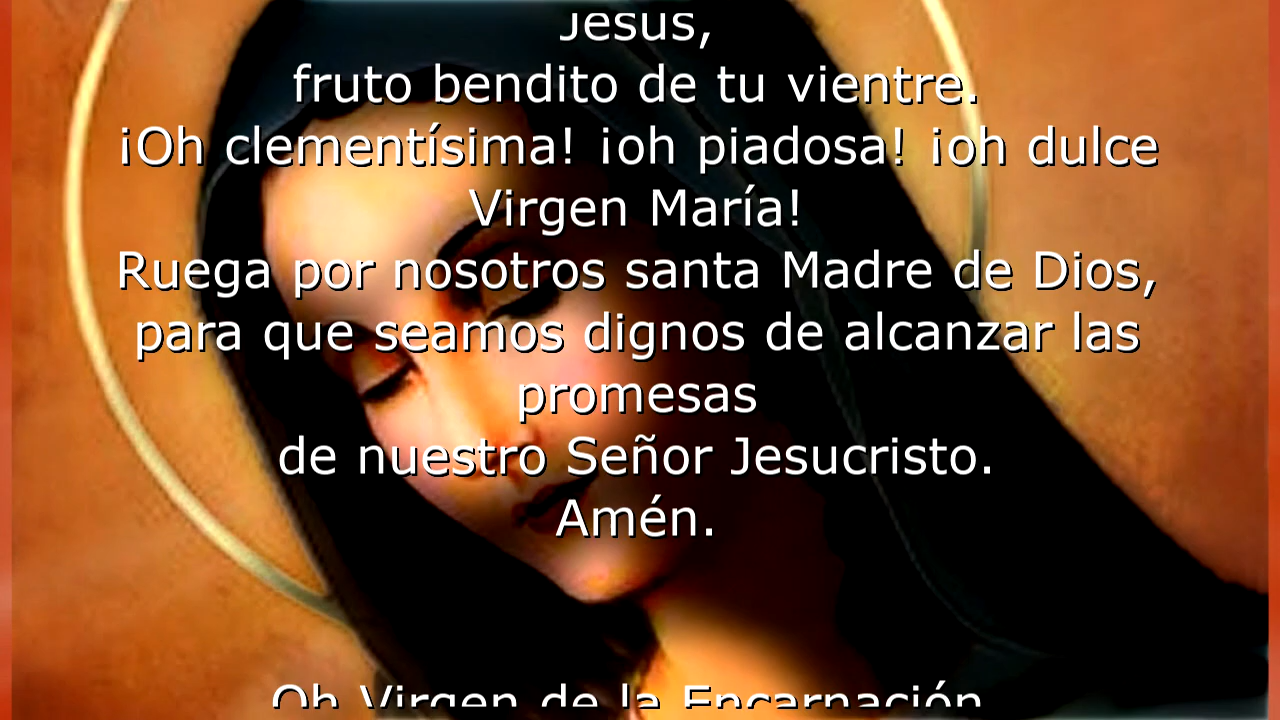 Jesús,
fruto bendito de tu vientre.
¡Oh clementísima! ¡oh piadosa! ¡oh dulce
Virgen María!
Ruega por nosotros santa Madre de Dios,
para que seamos dignos de alcanzar las
promesas
de nuestro Señor Jesucristo.
Amén.
Oh Virgen de la Encarnación